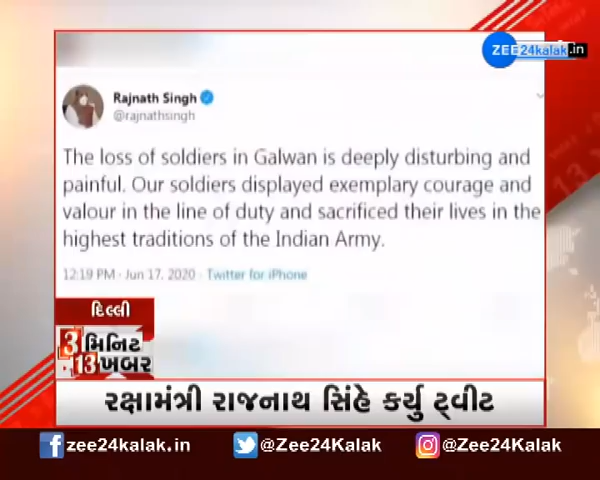 ZEE24kalak.in
Rajnath Singh
@rajnathsingh
The loss of soldiers in Galwan is deeply disturbing and
painful. Our soldiers displayed exemplary courage and
valour in the line of duty and sacrificed their lives in the
highest traditions of the Indian Army.
12:19 PM · Jun 17, 2020 · Twitter for iPhone
દિલ્લી
3 મિનિટ
13 ખબર
રક્ષામંત્રી રાજનાથ સિંહે કર્યુ ટ્વીટ
zee24kalak.in @Zee24Kalak @Zee24Kalak